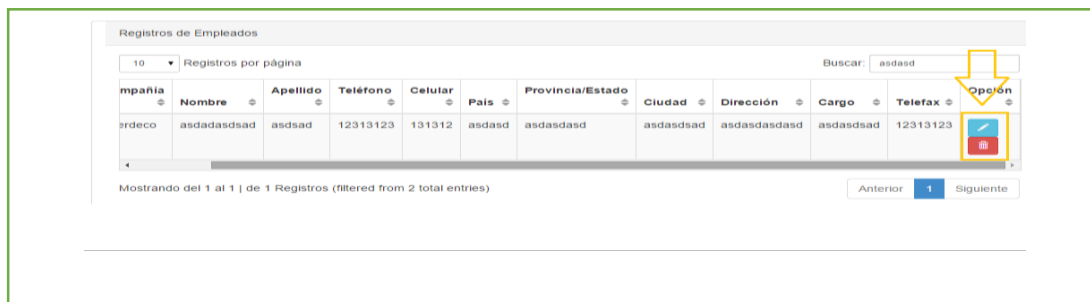 Registros de Empleados
10 Registros por página Buscar: asdasd
mpañia Nombre Apellido Teléfono Celular País Provincia/Estado Ciudad Dirección Cargo Telefax Opción
erdeco asdadasdsad asdsad 12313123 131312 asdasd asdasdasd asdasdsad asdasdasdasd asdasdsad 12313123
Mostrando del 1 al 1 | de 1 Registros (filtered from 2 total entries) Anterior 1 Siguiente